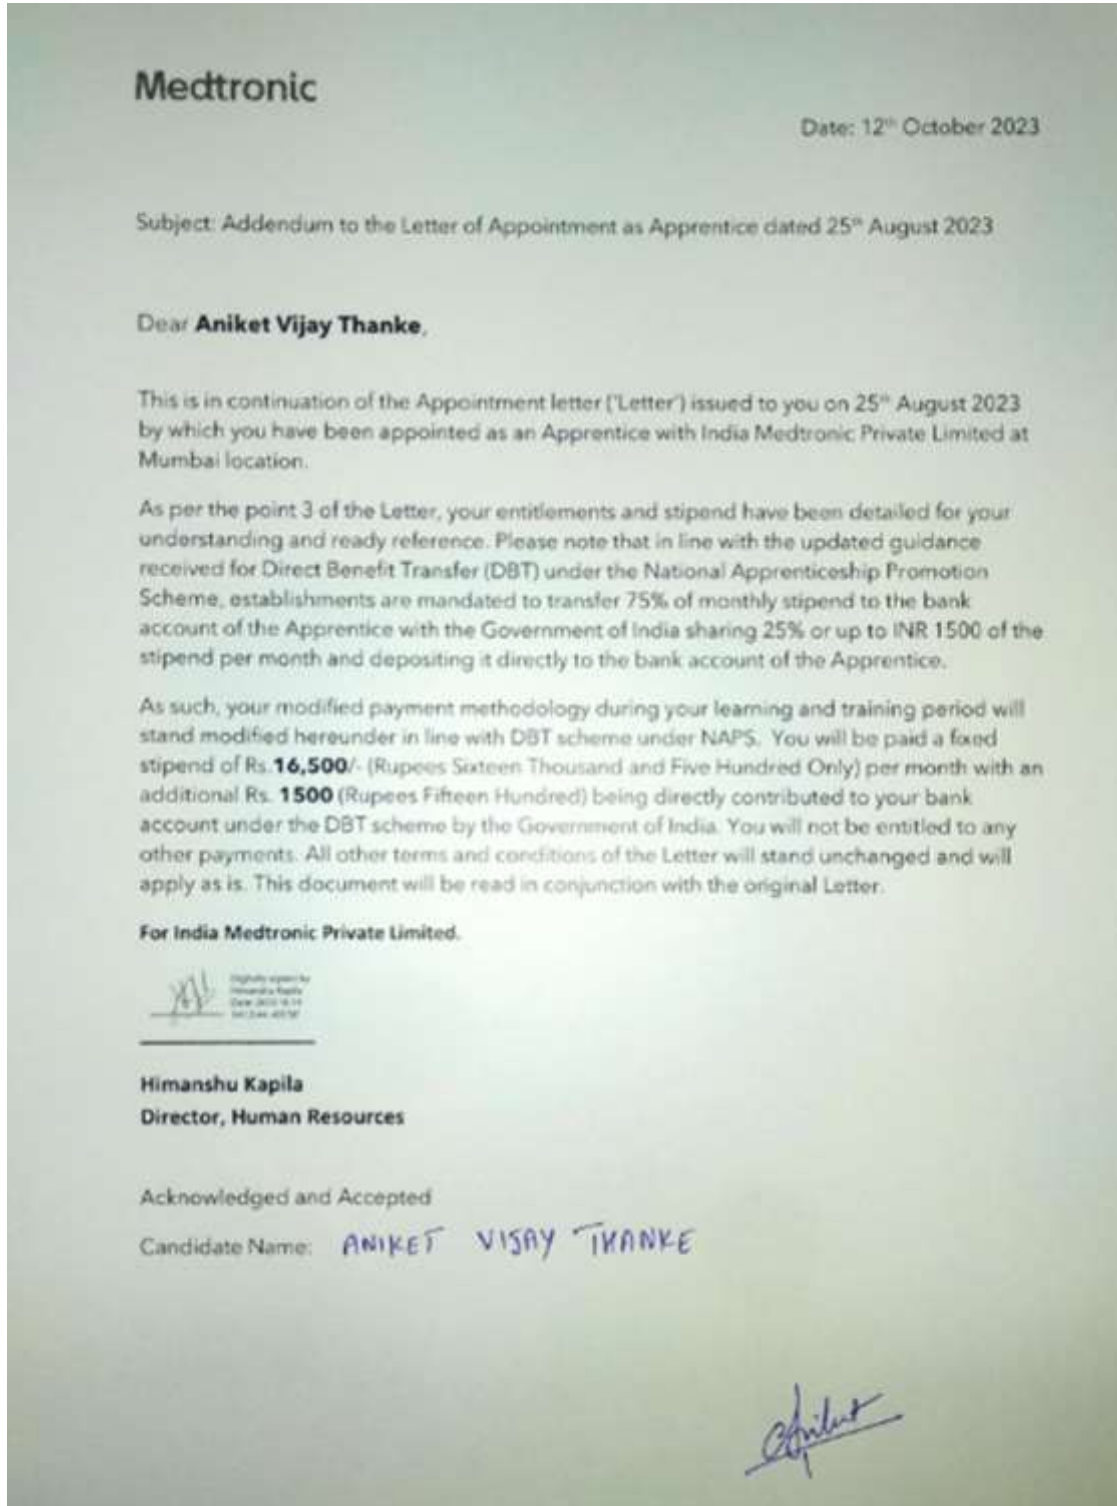 Medtronic
Date: 12th October 2023
Subject: Addendum to the Letter of Appointment as Apprentice dated 25th August 2023
Dear Aniket Vijay Thanke,
This is in continuation of the Appointment letter ('Letter') issued to you on 25th August 2023
by which you have been appointed as an Apprentice with India Medtronic Private Limited at
Mumbai location.
As per the point 3 of the Letter, your entitlements and stipend have been detailed for your
understanding and ready reference. Please note that in line with the updated guidance
received for Direct Benefit Transfer (DBT) under the National Apprenticeship Promotion
Scheme, establishments are mandated to transfer 75% of monthly stipend to the bank
account of the Apprentice with the Government of India sharing 25% or up to INR 1500 of the
stipend per month and depositing it directly to the bank account of the Apprentice.
As such, your modified payment methodology during your learning and training period will
stand modified hereunder in line with DBT scheme under NAPS. You will be paid a fixed
stipend of Rs.16,500/- (Rupees Sixteen Thousand and Five Hundred Only) per month with an
additional Rs. 1500 (Rupees Fifteen Hundred) being directly contributed to your bank
account under the DBT scheme by the Government of India. You will not be entitled to any
other payments. All other terms and conditions of the Letter will stand unchanged and will
apply as is. This document will be read in conjunction with the original Letter.
For India Medtronic Private Limited.
Digitally signed by
Himanshu Kapila
Himanshu Kapila
Director, Human Resources
Acknowledged and Accepted
Candidate Name: ANIKET VIJAY THANKE
Aniket